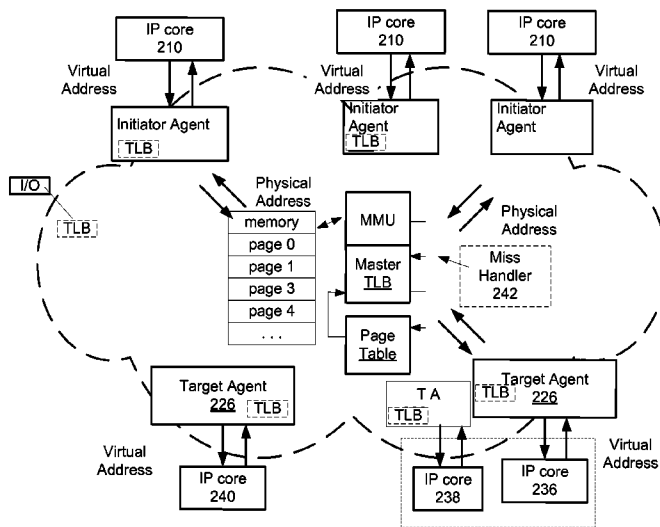 IP core
210
IP core
210
IP core
210
Virtual
Address
Virtual
Address
Virtual
Address
Initiator Agent
TLB
Initiator
Agent
TLB
Initiator
Agent
I/O
TLB
Physical
Address
memory
page 0
page 1
page 3
page 4
. . .
MMU
Master
TLB
Page
Table
Physical
Address
Miss
Handler
242
Target Agent
226
TLB
T A
TLB
TLB
Target Agent
226
Virtual
Address
Virtual
Address
IP core
240
IP core
238
IP core
236